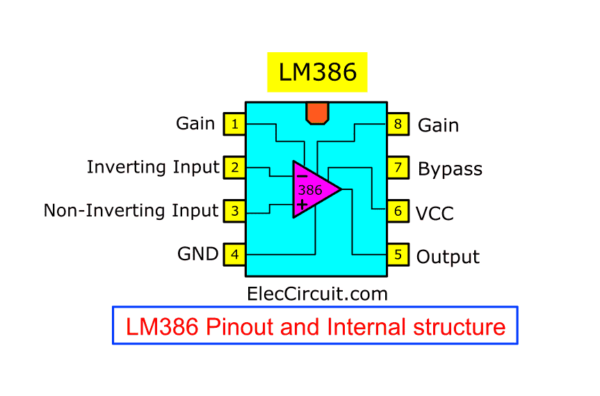 LM386
Gain 1
8 Gain
Inverting Input 2
7 Bypass
Non-Inverting Input 3
6 VCC
GND 4
5 Output
−
386
+
ElecCircuit.com
LM386 Pinout and Internal structure